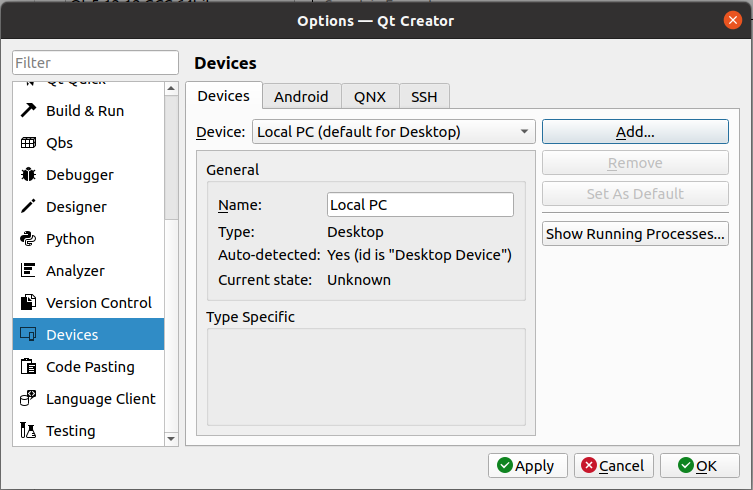 Options — Qt Creator
Filter
Qt Quick
Build & Run
Qbs
Debugger
Designer
Python
Analyzer
Version Control
Devices
Code Pasting
Language Client
Testing
Devices
Devices Android QNX SSH
Device: Local PC (default for Desktop) Add...
Remove
Set As Default
Show Running Processes...
General
Name: Local PC
Type: Desktop
Auto-detected: Yes (id is "Desktop Device")
Current state: Unknown
Type Specific
Apply Cancel OK